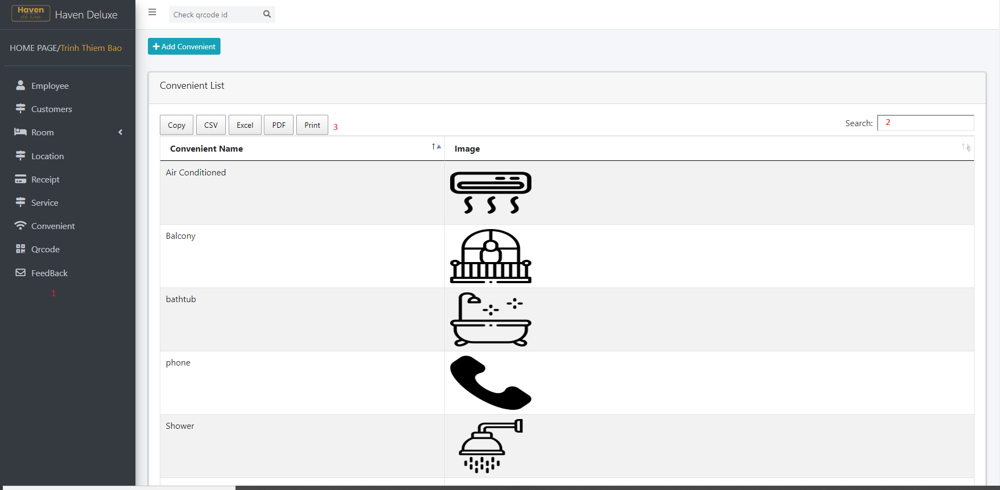 Haven
de luxe
Haven Deluxe
Check qrcode id
HOME PAGE/Trinh Thiem Bao
Employee
Customers
Room
Location
Receipt
Service
Convenient
Qrcode
FeedBack
1
Add Convenient
Convenient List
Copy CSV Excel PDF Print 3
Search: 2
Convenient Name Image
Air Conditioned
Balcony
bathtub
phone
Shower